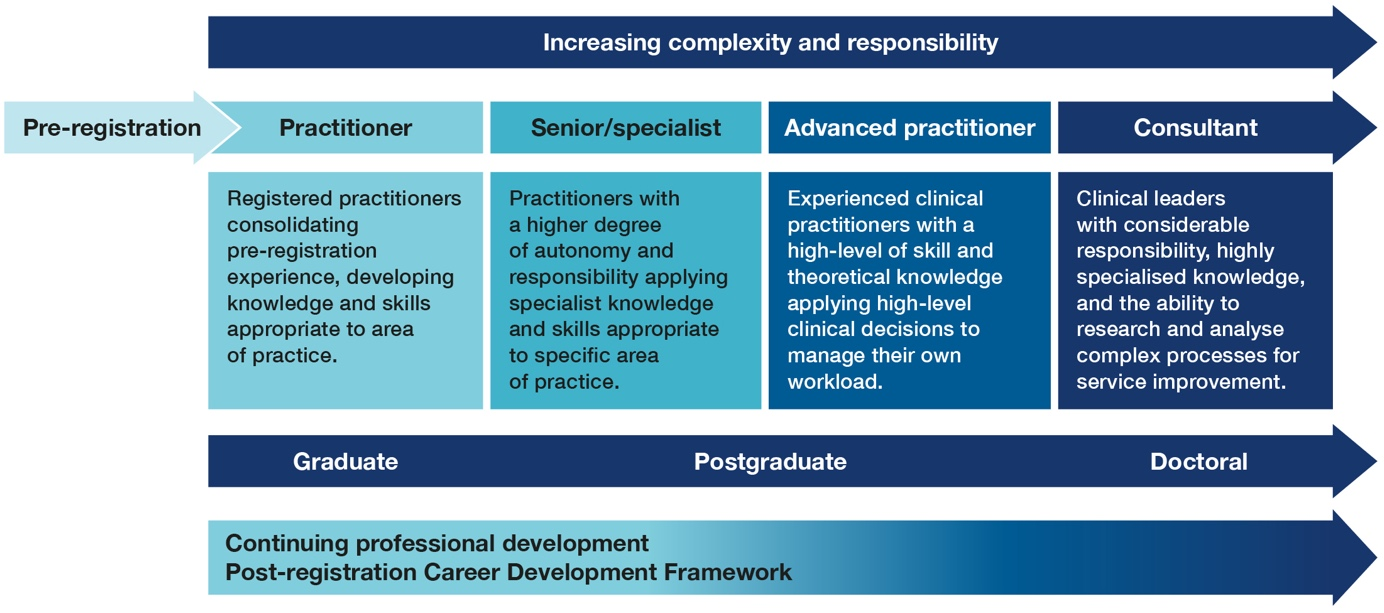 Increasing complexity and responsibility
Pre-registration
Practitioner
Senior/specialist
Advanced practitioner
Consultant
Registered practitioners
consolidating
pre-registration
experience, developing
knowledge and skills
appropriate to area
of practice.
Practitioners with
a higher degree
of autonomy and
responsibility applying
specialist knowledge
and skills appropriate
to specific area
of practice.
Experienced clinical
practitioners with a
high-level of skill and
theoretical knowledge
applying high-level
clinical decisions to
manage their own
workload.
Clinical leaders
with considerable
responsibility, highly
specialised knowledge,
and the ability to
research and analyse
complex processes for
service improvement.
Graduate
Postgraduate
Doctoral
Continuing professional development
Post-registration Career Development Framework